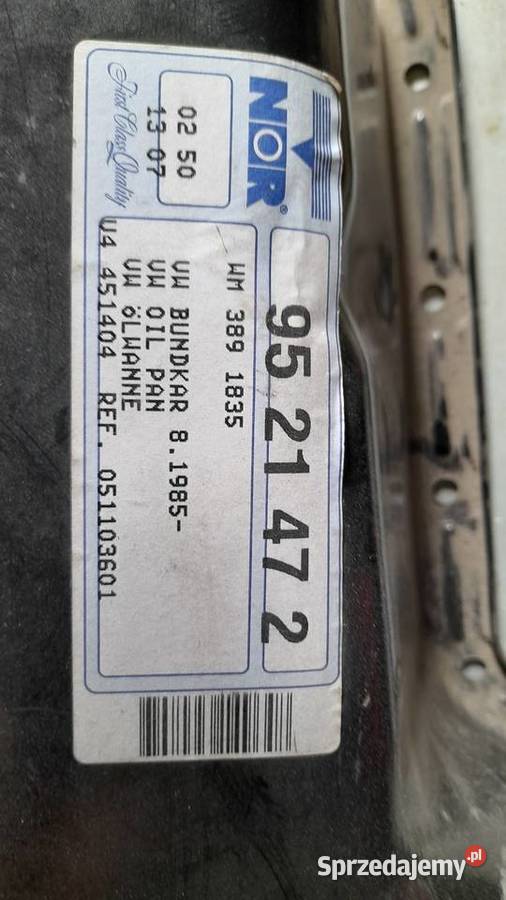 NOR®
First Class Quality
02 50
13 07
95 21 47 2
WM 389 1835
VW BUNDKAR 8.1985-
VW OIL PAN
VW ÖLWANNE
V4 451404 REF. 051103601
Sprzedajemy.pl